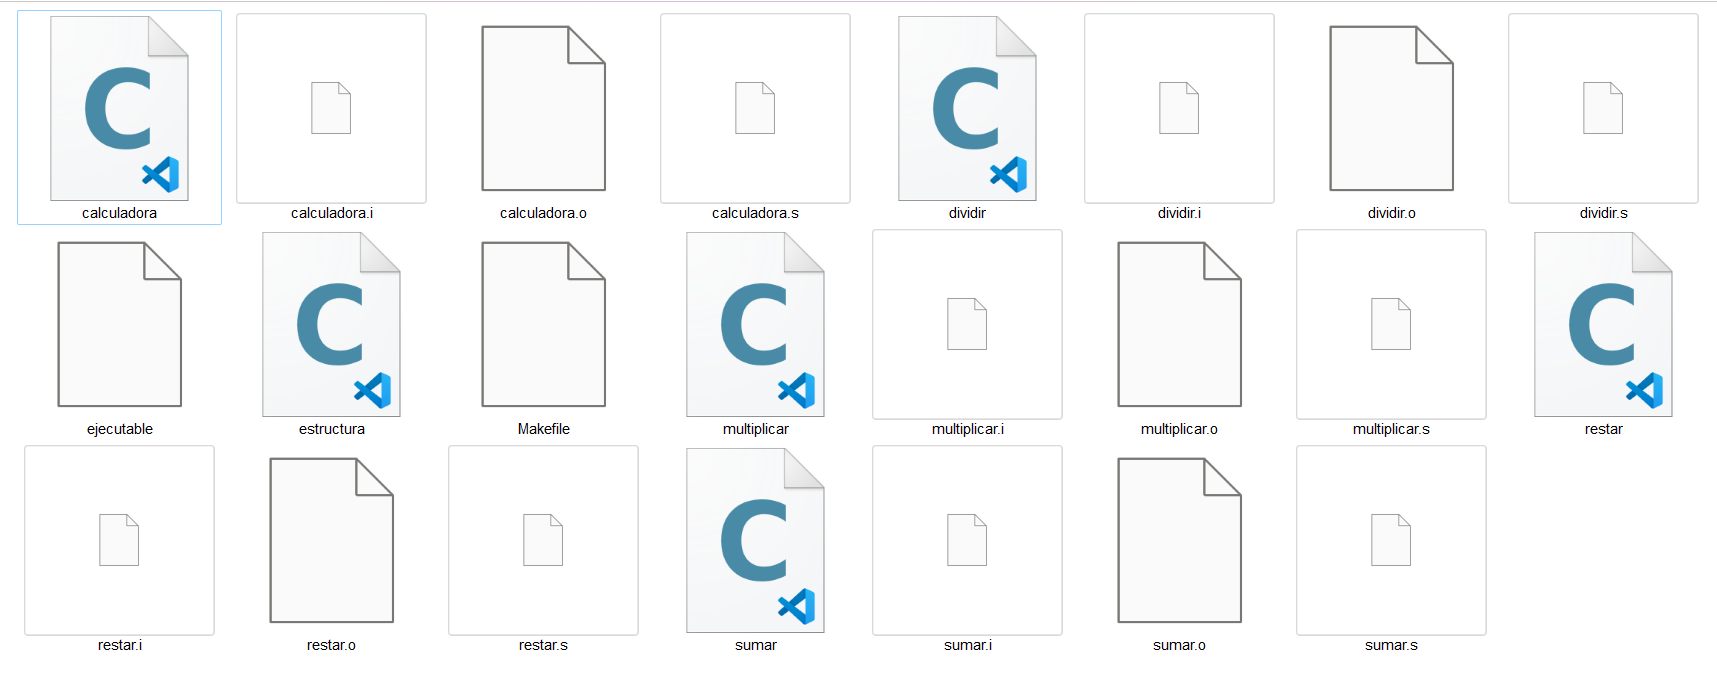 calculadora calculadora.i calculadora.o calculadora.s dividir dividir.i dividir.o dividir.s
ejecutable estructura Makefile multiplicar multiplicar.i multiplicar.o multiplicar.s restar
restar.i restar.o restar.s sumar sumar.i sumar.o sumar.s